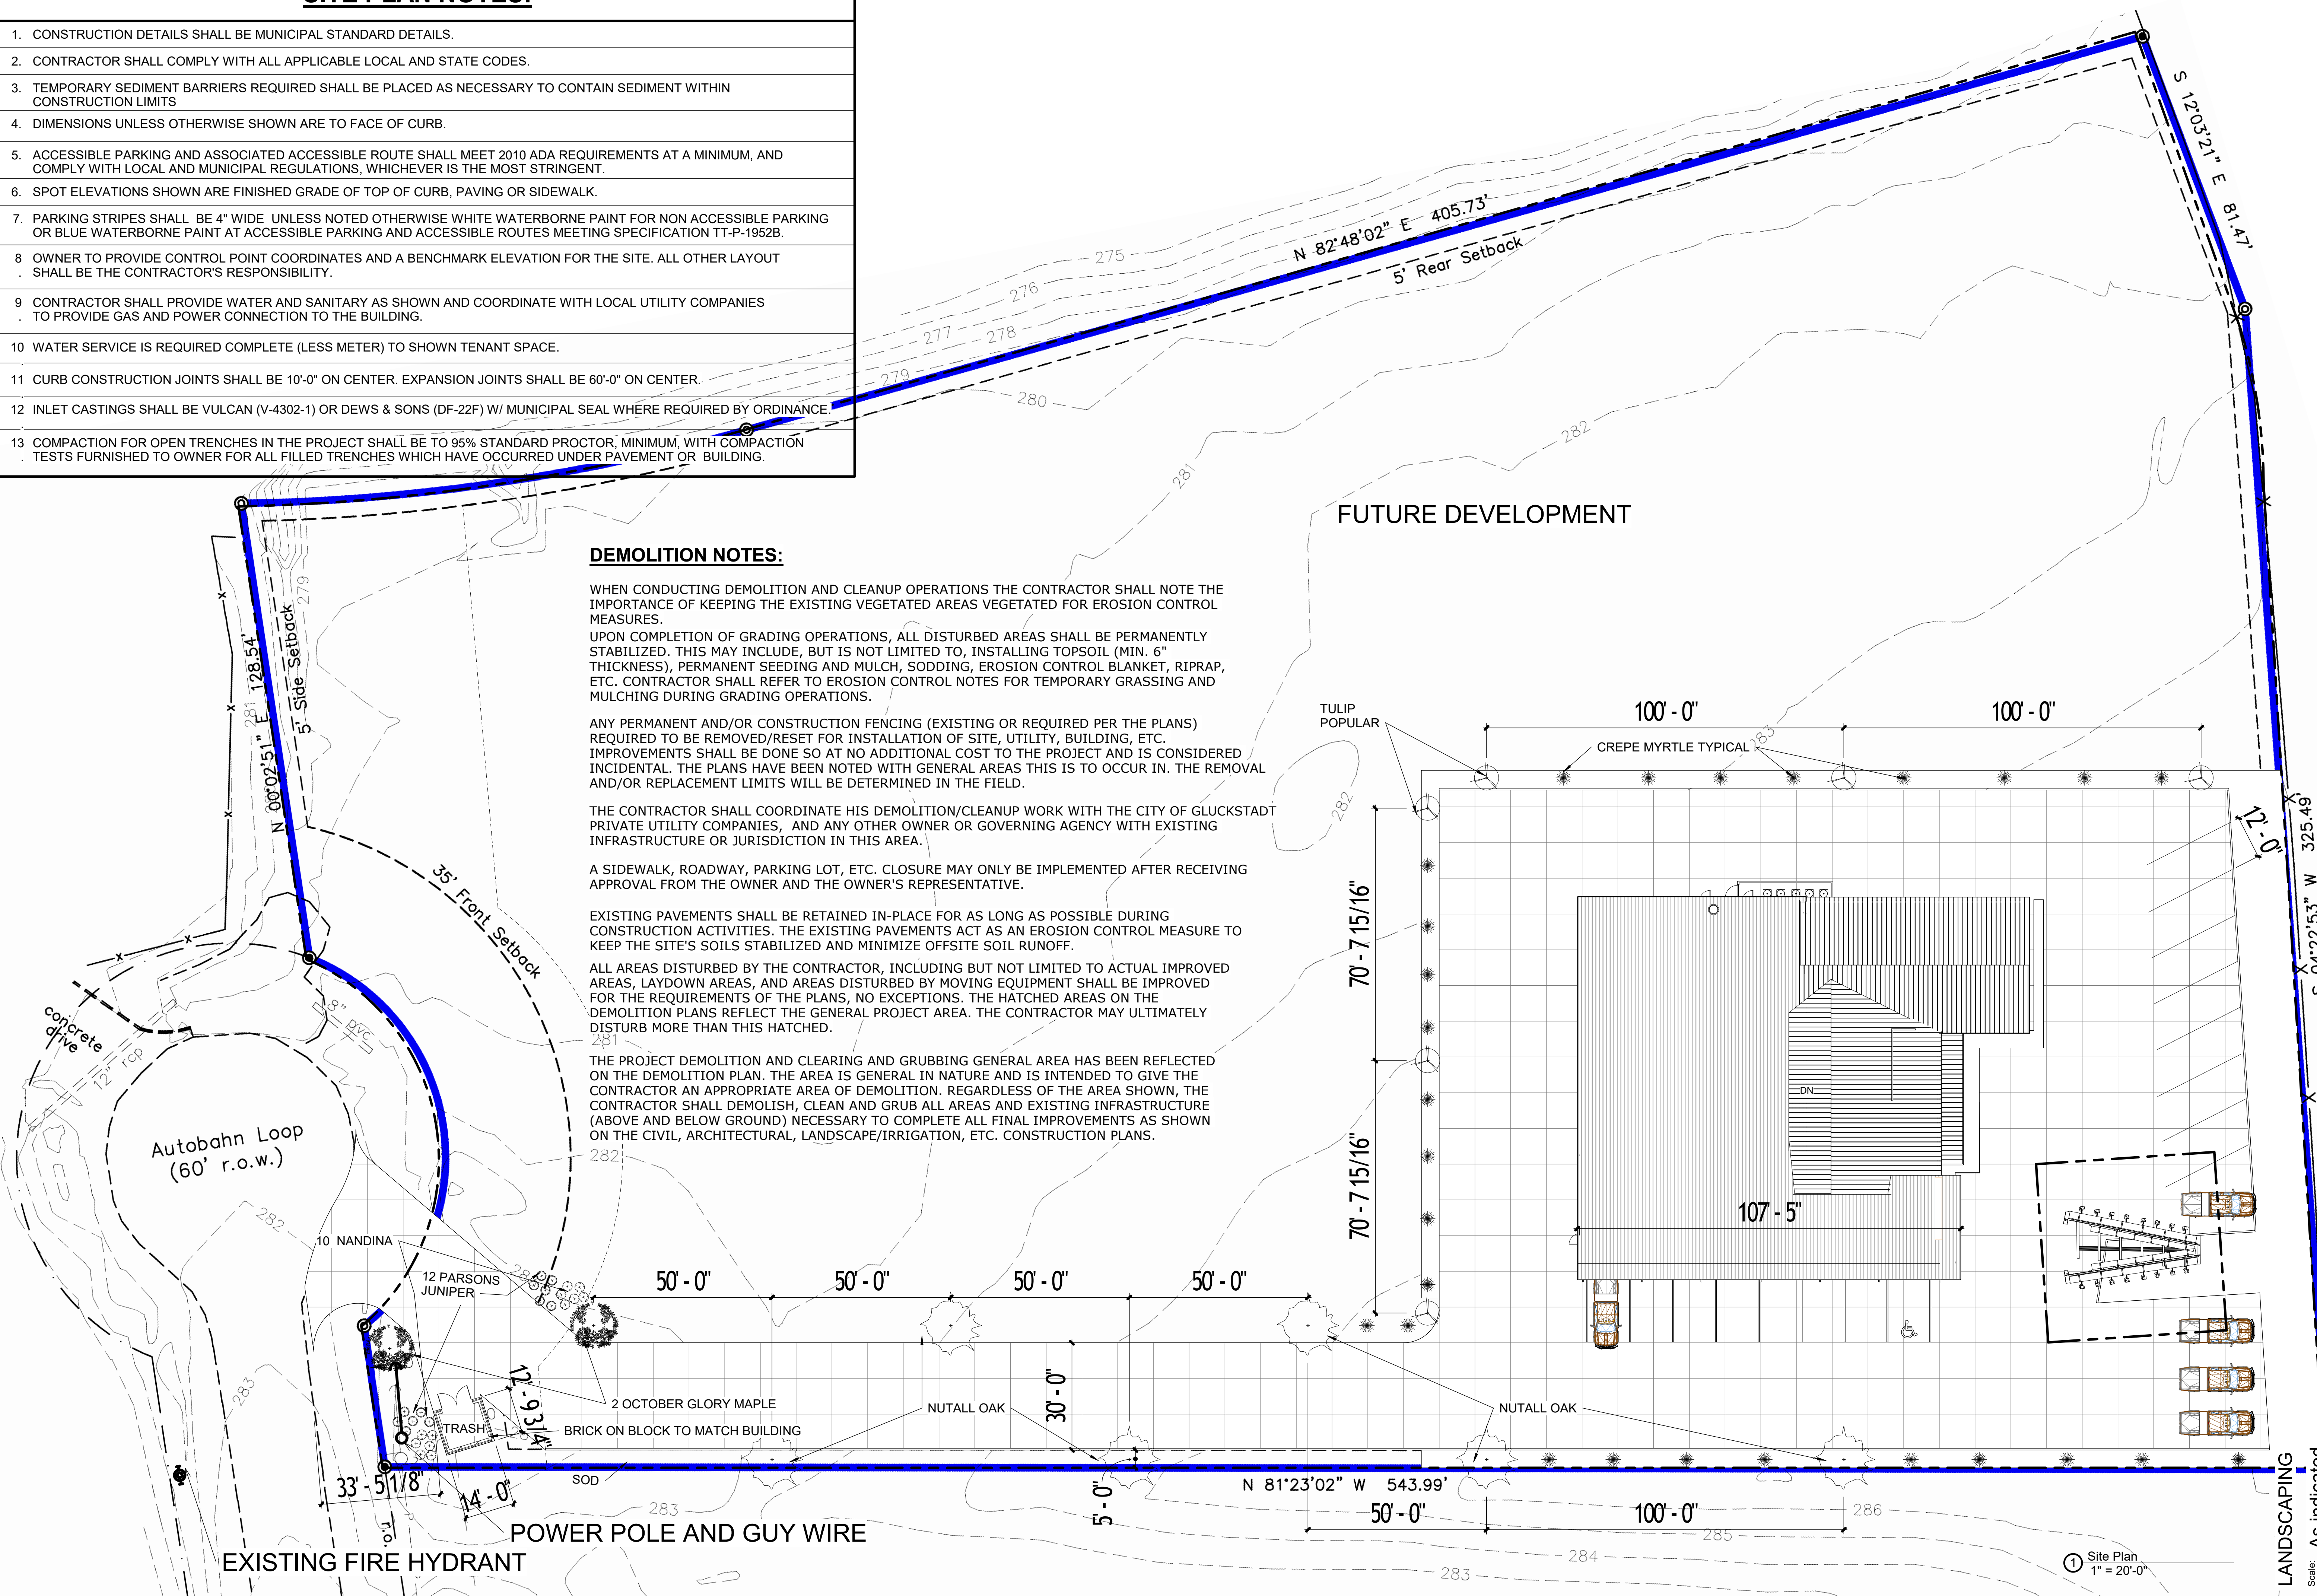 SITE PLAN NOTES:
1. CONSTRUCTION DETAILS SHALL BE MUNICIPAL STANDARD DETAILS.
2. CONTRACTOR SHALL COMPLY WITH ALL APPLICABLE LOCAL AND STATE CODES.
3. TEMPORARY SEDIMENT BARRIERS REQUIRED SHALL BE PLACED AS NECESSARY TO CONTAIN SEDIMENT WITHIN
CONSTRUCTION LIMITS
4. DIMENSIONS UNLESS OTHERWISE SHOWN ARE TO FACE OF CURB.
5. ACCESSIBLE PARKING AND ASSOCIATED ACCESSIBLE ROUTE SHALL MEET 2010 ADA REQUIREMENTS AT A MINIMUM, AND
COMPLY WITH LOCAL AND MUNICIPAL REGULATIONS, WHICHEVER IS THE MOST STRINGENT.
6. SPOT ELEVATIONS SHOWN ARE FINISHED GRADE OF TOP OF CURB, PAVING OR SIDEWALK.
7. PARKING STRIPES SHALL BE 4" WIDE UNLESS NOTED OTHERWISE WHITE WATERBORNE PAINT FOR NON ACCESSIBLE PARKING
OR BLUE WATERBORNE PAINT AT ACCESSIBLE PARKING AND ACCESSIBLE ROUTES MEETING SPECIFICATION TT-P-1952B.
8 OWNER TO PROVIDE CONTROL POINT COORDINATES AND A BENCHMARK ELEVATION FOR THE SITE. ALL OTHER LAYOUT
. SHALL BE THE CONTRACTOR'S RESPONSIBILITY.
9 CONTRACTOR SHALL PROVIDE WATER AND SANITARY AS SHOWN AND COORDINATE WITH LOCAL UTILITY COMPANIES
. TO PROVIDE GAS AND POWER CONNECTION TO THE BUILDING.
10 WATER SERVICE IS REQUIRED COMPLETE (LESS METER) TO SHOWN TENANT SPACE.
.
11 CURB CONSTRUCTION JOINTS SHALL BE 10'-0" ON CENTER. EXPANSION JOINTS SHALL BE 60'-0" ON CENTER.
.
12 INLET CASTINGS SHALL BE VULCAN (V-4302-1) OR DEWS & SONS (DF-22F) W/ MUNICIPAL SEAL WHERE REQUIRED BY ORDINANCE.
.
13 COMPACTION FOR OPEN TRENCHES IN THE PROJECT SHALL BE TO 95% STANDARD PROCTOR, MINIMUM, WITH COMPACTION
. TESTS FURNISHED TO OWNER FOR ALL FILLED TRENCHES WHICH HAVE OCCURRED UNDER PAVEMENT OR BUILDING.
S 12°03'21" E 81.47'
N 82°48'02" E 405.73'
5' Rear Setback
275
276
277
278
279
280
281
282
FUTURE DEVELOPMENT
DEMOLITION NOTES:
WHEN CONDUCTING DEMOLITION AND CLEANUP OPERATIONS THE CONTRACTOR SHALL NOTE THE
IMPORTANCE OF KEEPING THE EXISTING VEGETATED AREAS VEGETATED FOR EROSION CONTROL
MEASURES.
UPON COMPLETION OF GRADING OPERATIONS, ALL DISTURBED AREAS SHALL BE PERMANENTLY
STABILIZED. THIS MAY INCLUDE, BUT IS NOT LIMITED TO, INSTALLING TOPSOIL (MIN. 6"
THICKNESS), PERMANENT SEEDING AND MULCH, SODDING, EROSION CONTROL BLANKET, RIPRAP,
ETC. CONTRACTOR SHALL REFER TO EROSION CONTROL NOTES FOR TEMPORARY GRASSING AND
MULCHING DURING GRADING OPERATIONS.
ANY PERMANENT AND/OR CONSTRUCTION FENCING (EXISTING OR REQUIRED PER THE PLANS)
REQUIRED TO BE REMOVED/RESET FOR INSTALLATION OF SITE, UTILITY, BUILDING, ETC.
IMPROVEMENTS SHALL BE DONE SO AT NO ADDITIONAL COST TO THE PROJECT AND IS CONSIDERED
INCIDENTAL. THE PLANS HAVE BEEN NOTED WITH GENERAL AREAS THIS IS TO OCCUR IN. THE REMOVAL
AND/OR REPLACEMENT LIMITS WILL BE DETERMINED IN THE FIELD.
THE CONTRACTOR SHALL COORDINATE HIS DEMOLITION/CLEANUP WORK WITH THE CITY OF GLUCKSTADT
PRIVATE UTILITY COMPANIES, AND ANY OTHER OWNER OR GOVERNING AGENCY WITH EXISTING
INFRASTRUCTURE OR JURISDICTION IN THIS AREA.
A SIDEWALK, ROADWAY, PARKING LOT, ETC. CLOSURE MAY ONLY BE IMPLEMENTED AFTER RECEIVING
APPROVAL FROM THE OWNER AND THE OWNER'S REPRESENTATIVE.
EXISTING PAVEMENTS SHALL BE RETAINED IN-PLACE FOR AS LONG AS POSSIBLE DURING
CONSTRUCTION ACTIVITIES. THE EXISTING PAVEMENTS ACT AS AN EROSION CONTROL MEASURE TO
KEEP THE SITE'S SOILS STABILIZED AND MINIMIZE OFFSITE SOIL RUNOFF.
ALL AREAS DISTURBED BY THE CONTRACTOR, INCLUDING BUT NOT LIMITED TO ACTUAL IMPROVED
AREAS, LAYDOWN AREAS, AND AREAS DISTURBED BY MOVING EQUIPMENT SHALL BE IMPROVED
FOR THE REQUIREMENTS OF THE PLANS, NO EXCEPTIONS. THE HATCHED AREAS ON THE
DEMOLITION PLANS REFLECT THE GENERAL PROJECT AREA. THE CONTRACTOR MAY ULTIMATELY
DISTURB MORE THAN THIS HATCHED.
THE PROJECT DEMOLITION AND CLEARING AND GRUBBING GENERAL AREA HAS BEEN REFLECTED
ON THE DEMOLITION PLAN. THE AREA IS GENERAL IN NATURE AND IS INTENDED TO GIVE THE
CONTRACTOR AN APPROPRIATE AREA OF DEMOLITION. REGARDLESS OF THE AREA SHOWN, THE
CONTRACTOR SHALL DEMOLISH, CLEAN AND GRUB ALL AREAS AND EXISTING INFRASTRUCTURE
(ABOVE AND BELOW GROUND) NECESSARY TO COMPLETE ALL FINAL IMPROVEMENTS AS SHOWN
ON THE CIVIL, ARCHITECTURAL, LANDSCAPE/IRRIGATION, ETC. CONSTRUCTION PLANS.
279
281
N 00°02'51" E 128.54'
5' Side Setback
35' Front Setback
8" pvc
concrete
drive
12" rcp
Autobahn Loop
(60' r.o.w.)
281
282
282
283
TULIP
POPULAR
100' - 0"
100' - 0"
CREPE MYRTLE TYPICAL
283
282
70' - 7 15/16"
70' - 7 15/16"
12' - 0"
S 04°22'53" W 325.49'
DN
107' - 5"
10 NANDINA
12 PARSONS
JUNIPER
50' - 0"
50' - 0"
50' - 0"
50' - 0"
2 OCTOBER GLORY MAPLE
TRASH
12' - 9 3/4"
BRICK ON BLOCK TO MATCH BUILDING
NUTALL OAK
30' - 0"
NUTALL OAK
SOD
33' - 5 1/8"
14' - 0"
r.o.
5' - 0"
N 81°23'02" W 543.99'
50' - 0"
100' - 0"
283
286
285
284
283
POWER POLE AND GUY WIRE
EXISTING FIRE HYDRANT
1 Site Plan
1" = 20'-0"
LANDSCAPING
Scale: As indicated